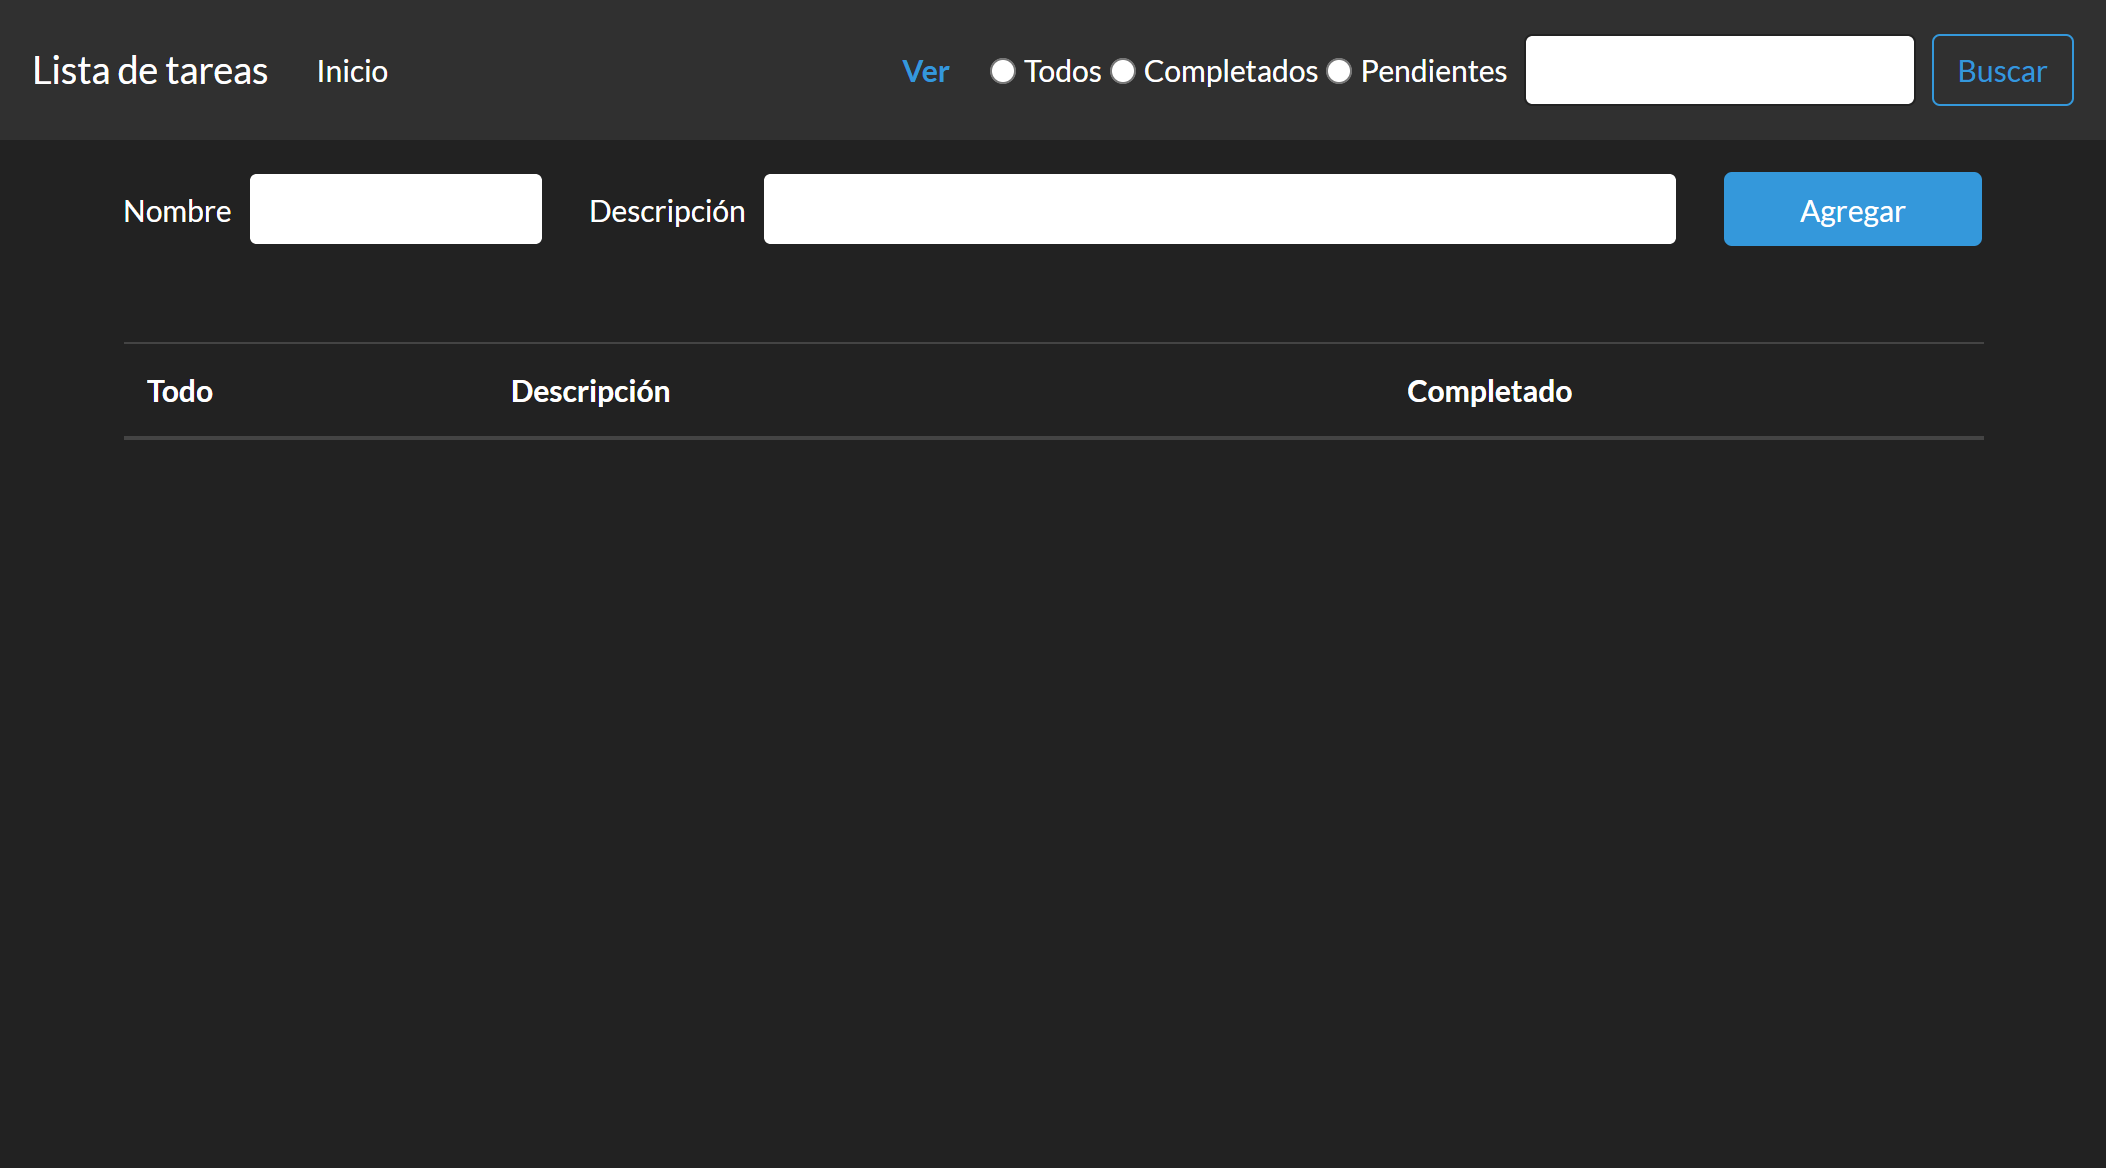 Lista de tareas Inicio Ver Todos Completados Pendientes Buscar
Nombre Descripción Agregar
Todo Descripción Completado